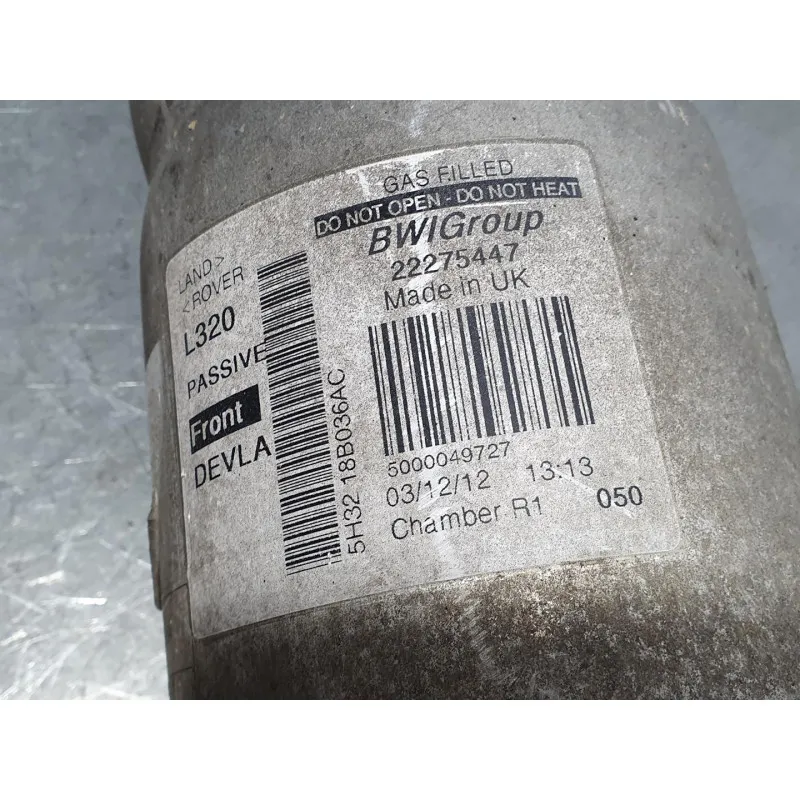 GAS FILLED
DO NOT OPEN - DO NOT HEAT
BWIGroup
22275447
Made in UK
LAND >
< ROVER
L320
PASSIVE
Front
DEVLA
5H32 18B036AC
5000049727
03/12/12 13:13
Chamber R1 050